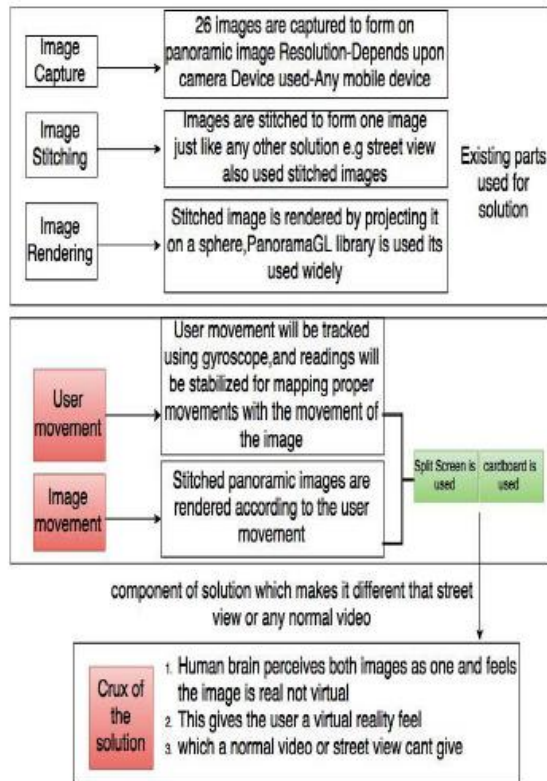 Image
Capture
26 images are captured to form on
panoramic image Resolution-Depends upon
camera Device used-Any mobile device
Image
Stitching
Images are stitched to form one image
just like any other solution e.g street view
also used stitched images
Existing parts
used for
solution
Image
Rendering
Stitched image is rendered by projecting it
on a sphere,PanoramaGL library is used its
used widely
User
movement
User movement will be tracked
using gyroscope,and readings will
be stabilized for mapping proper
movements with the movement of
the image
Image
movement
Stitched panoramic images are
rendered according to the user
movement
Split Screen is
used
cardboard is
used
component of solution which makes it different that street
view or any normal video
Crux of
the
solution
1. Human brain perceives both images as one and feels
the image is real not virtual
2. This gives the user a virtual reality feel
3. which a normal video or street view cant give